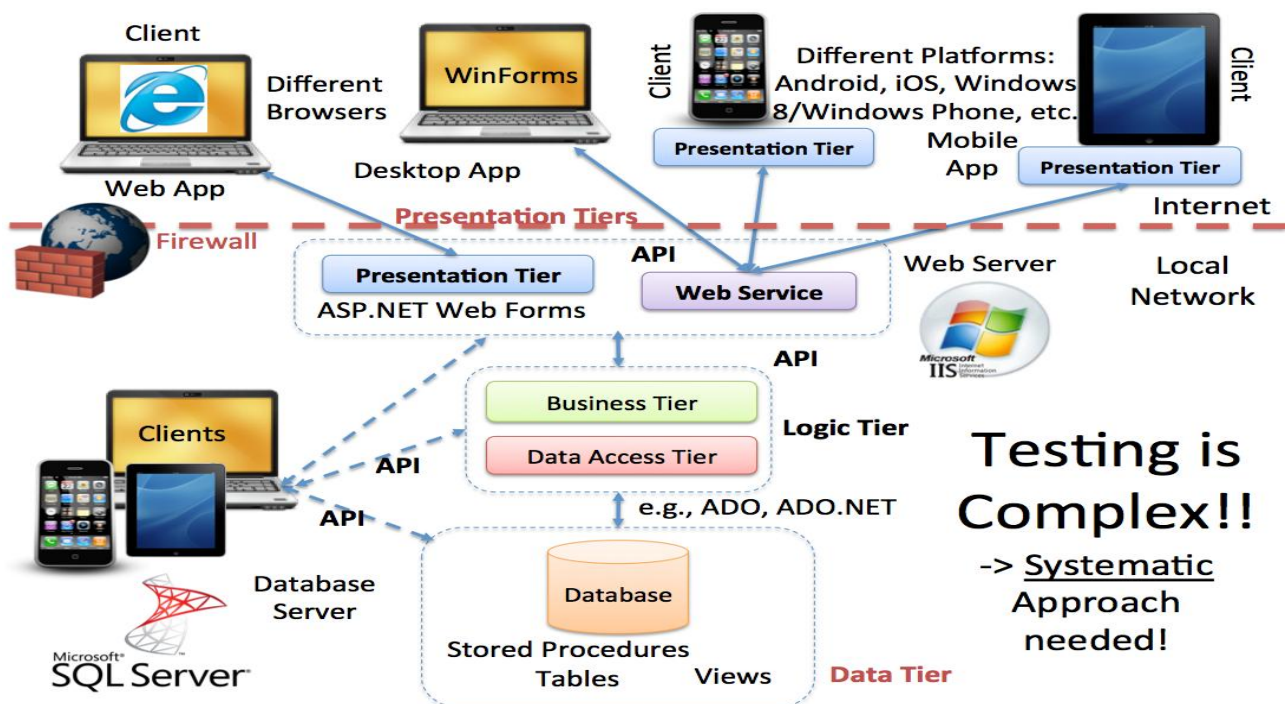 Client
Different
Browsers
Web App
WinForms
Desktop App
Client
Different Platforms:
Android, iOS, Windows
8/Windows Phone, etc.
Mobile
App
Presentation Tier
Client
Presentation Tier
Internet
Presentation Tiers
Firewall
API
Presentation Tier
ASP.NET Web Forms
Web Service
Web Server
Local
Network
Microsoft
IIS Internet
Information
Services
API
Business Tier
Data Access Tier
Logic Tier
Clients
API
API
e.g., ADO, ADO.NET
Database
Server
Microsoft®
SQL Server®
Database
Stored Procedures
Tables
Views
Data Tier
Testing is
Complex!!
-> Systematic
Approach
needed!